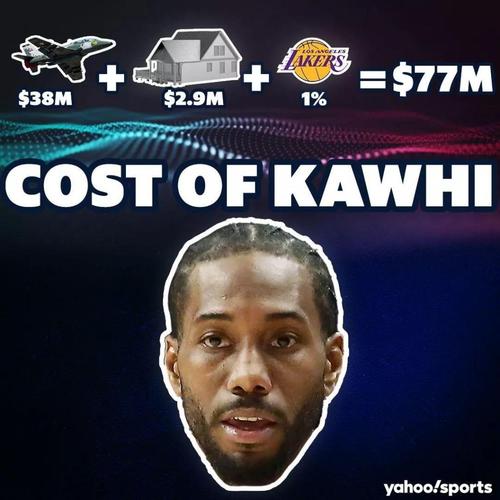 LOS ANGELES
LAKERS
+ + = $77M
$38M $2.9M 1%
COST OF KAWHI
yahoo!sports